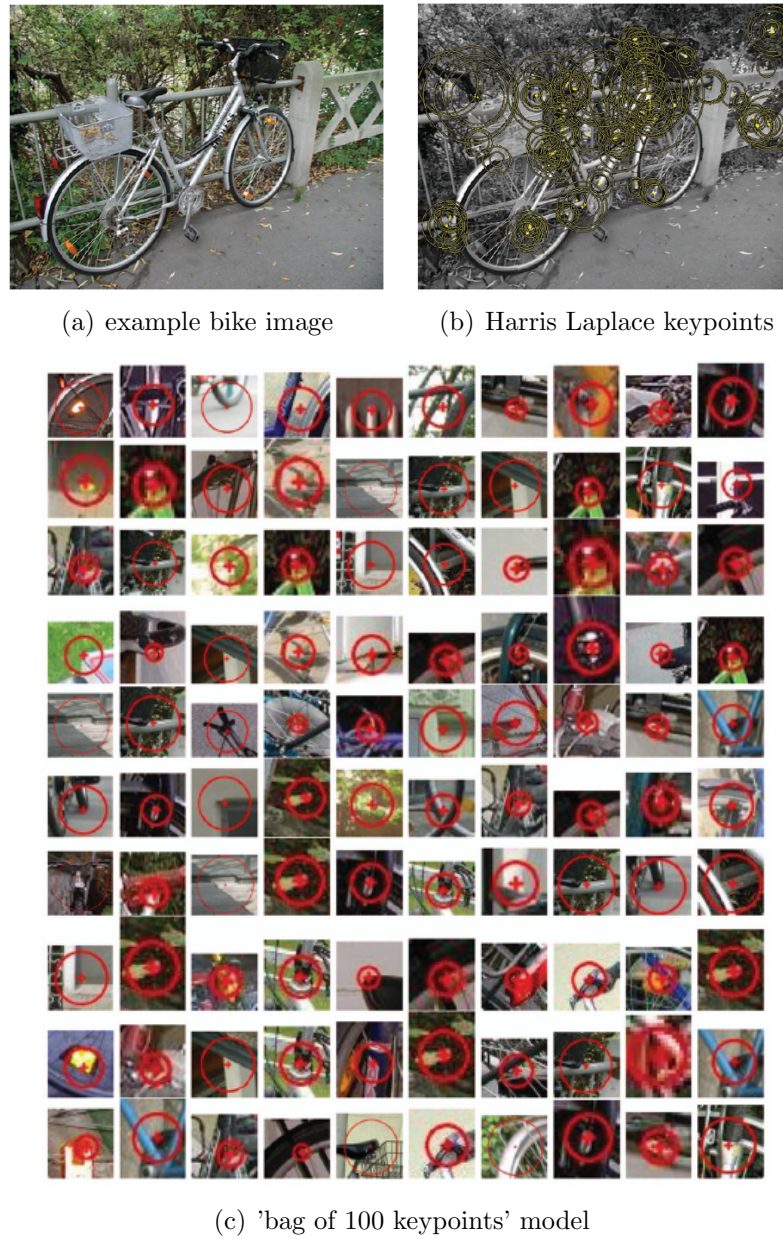 (a) example bike image
(b) Harris Laplace keypoints
(c) 'bag of 100 keypoints' model